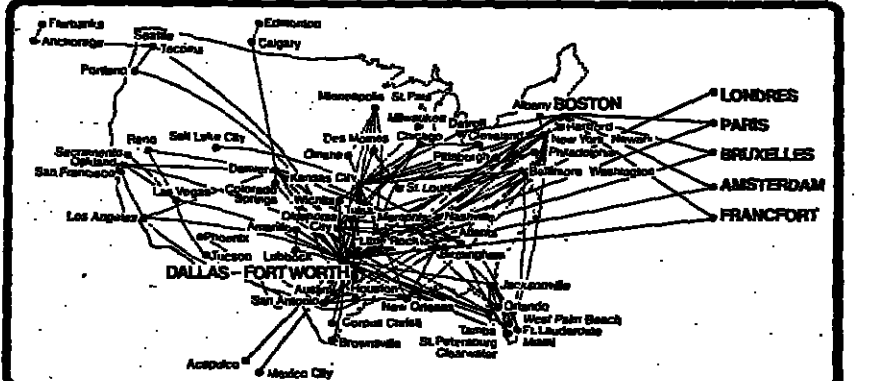 Fairbanks
Edmonton
Anchorage
Seattle
Tacoma
Calgary
Portland
Minneapolis St. Paul
Albany BOSTON
LONDRES
Milwaukee
Detroit
Hartford
PARIS
Reno
Salt Lake City
Des Moines
Chicago
Cleveland
New York Newark
Sacramento
Oakland
San Francisco
Omaha
Pittsburgh
Philadelphia
BRUXELLES
Denver
Kansas City
Baltimore Washington
Las Vegas
Colorado
Springs
St. Louis
AMSTERDAM
Wichita
Los Angeles
Amarillo
Oklahoma
City
Tulsa
Memphis
Nashville
FRANCFORT
Phoenix
Little Rock
Atlanta
Tucson
Lubbock
Birmingham
DALLAS - FORT WORTH
Austin
Houston
Jacksonville
San Antonio
New Orleans
Orlando
Corpus Christi
Tampa
West Palm Beach
Brownsville
St. Petersburg
Ft. Lauderdale
Clearwater
Miami
Acapulco
Mexico City